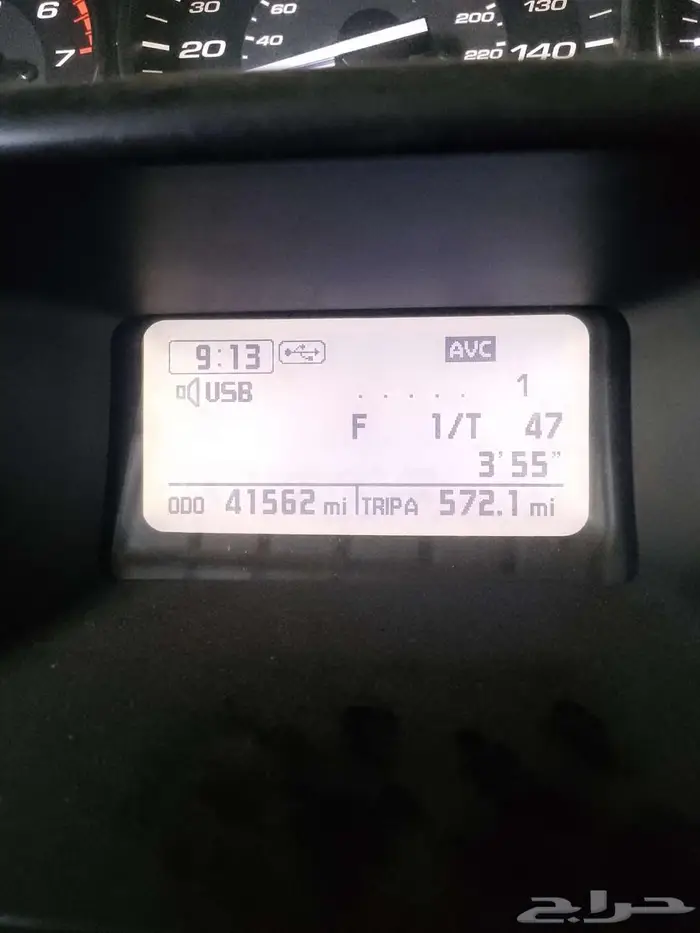 6
7
30 60 200 130
20 40 220 140
9:13 AVC
USB ..... 1
F 1/T 47
3'55"
ODO 41562 mi TRIP A 572.1 mi
حراج